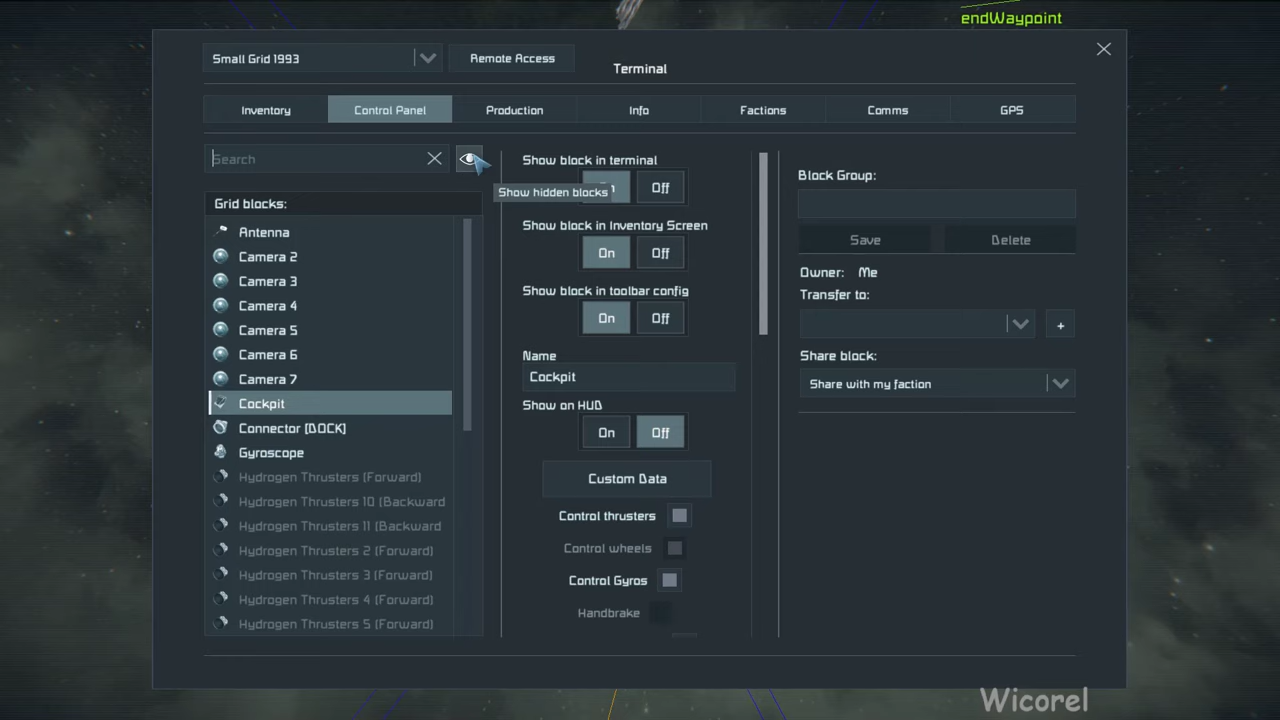 endWaypoint
Small Grid 1993
Remote Access
Terminal
Inventory
Control Panel
Production
Info
Factions
Comms
GPS
Search
Show hidden blocks
Grid blocks:
Antenna
Camera 2
Camera 3
Camera 4
Camera 5
Camera 6
Camera 7
Cockpit
Connector [DOCK]
Gyroscope
Hydrogen Thrusters (Forward)
Hydrogen Thrusters 10 (Backward
Hydrogen Thrusters 11 (Backward
Hydrogen Thrusters 2 (Forward)
Hydrogen Thrusters 3 (Forward)
Hydrogen Thrusters 4 (Forward)
Hydrogen Thrusters 5 (Forward)
Show block in terminal
Off
Show block in Inventory Screen
On Off
Show block in toolbar config
On Off
Name
Cockpit
Show on HUD
On Off
Custom Data
Control thrusters
Control wheels
Control Gyros
Handbrake
Block Group:
Save
Delete
Owner: Me
Transfer to:
+
Share block:
Share with my faction
Wicorel